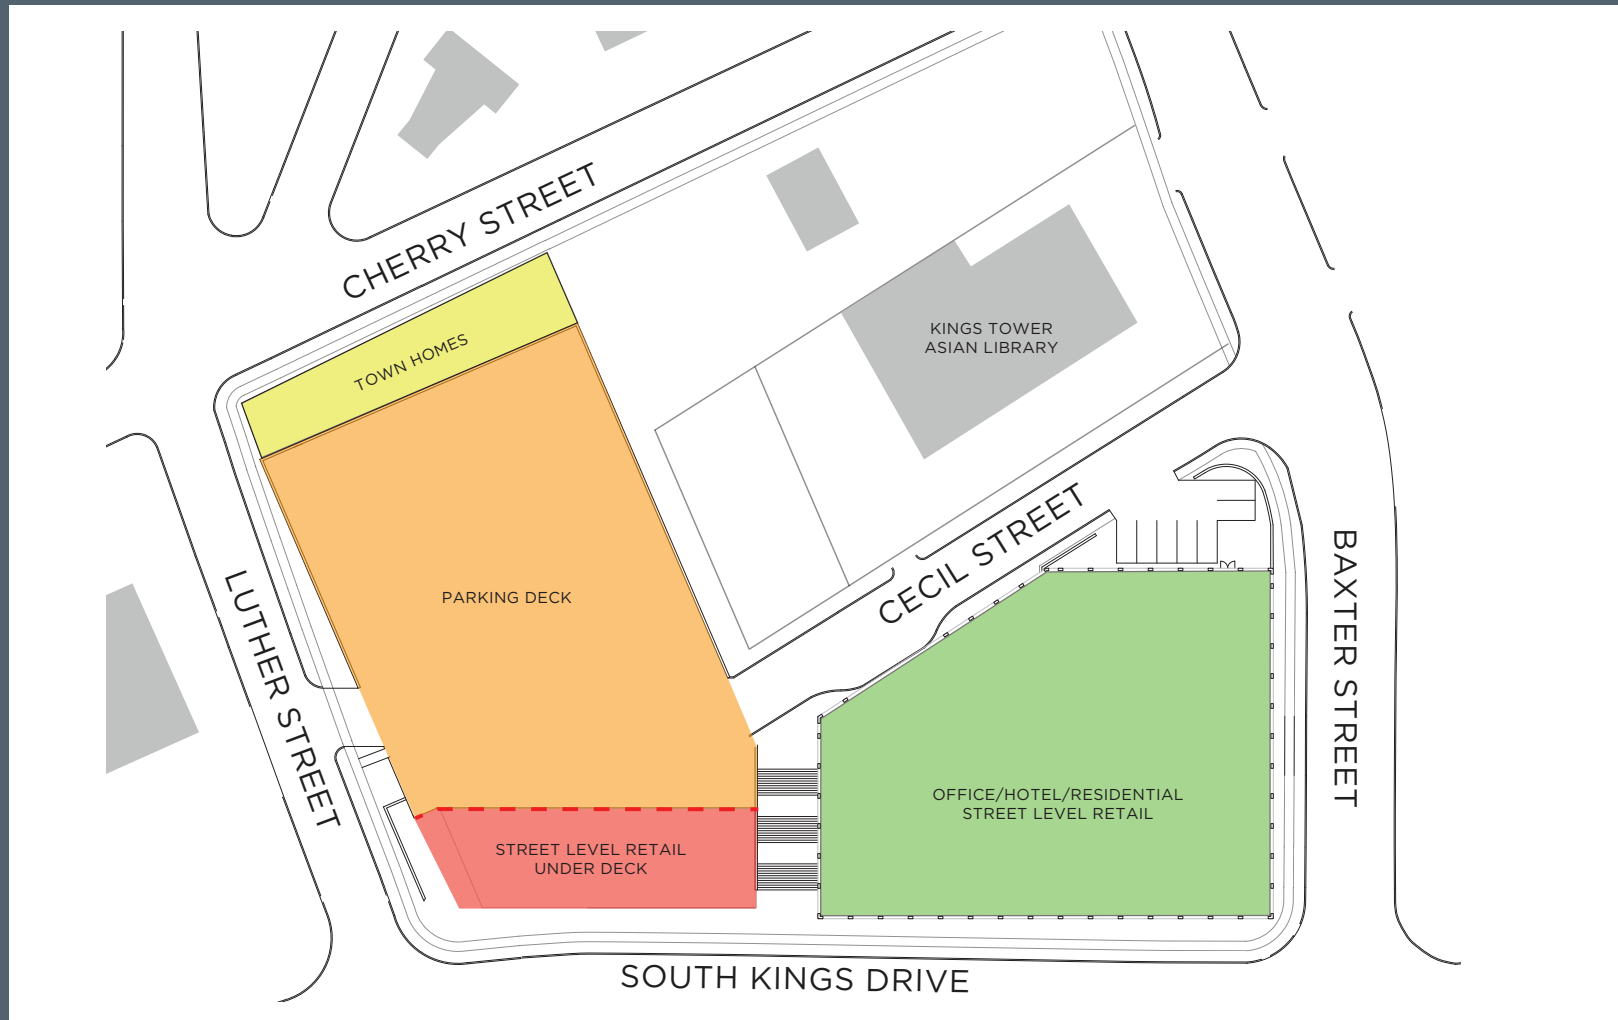 CHERRY STREET
KINGS TOWER
ASIAN LIBRARY
TOWN HOMES
CECIL STREET
PARKING DECK
LUTHER STREET
BAXTER STREET
OFFICE/HOTEL/RESIDENTIAL
STREET LEVEL RETAIL
STREET LEVEL RETAIL
UNDER DECK
SOUTH KINGS DRIVE